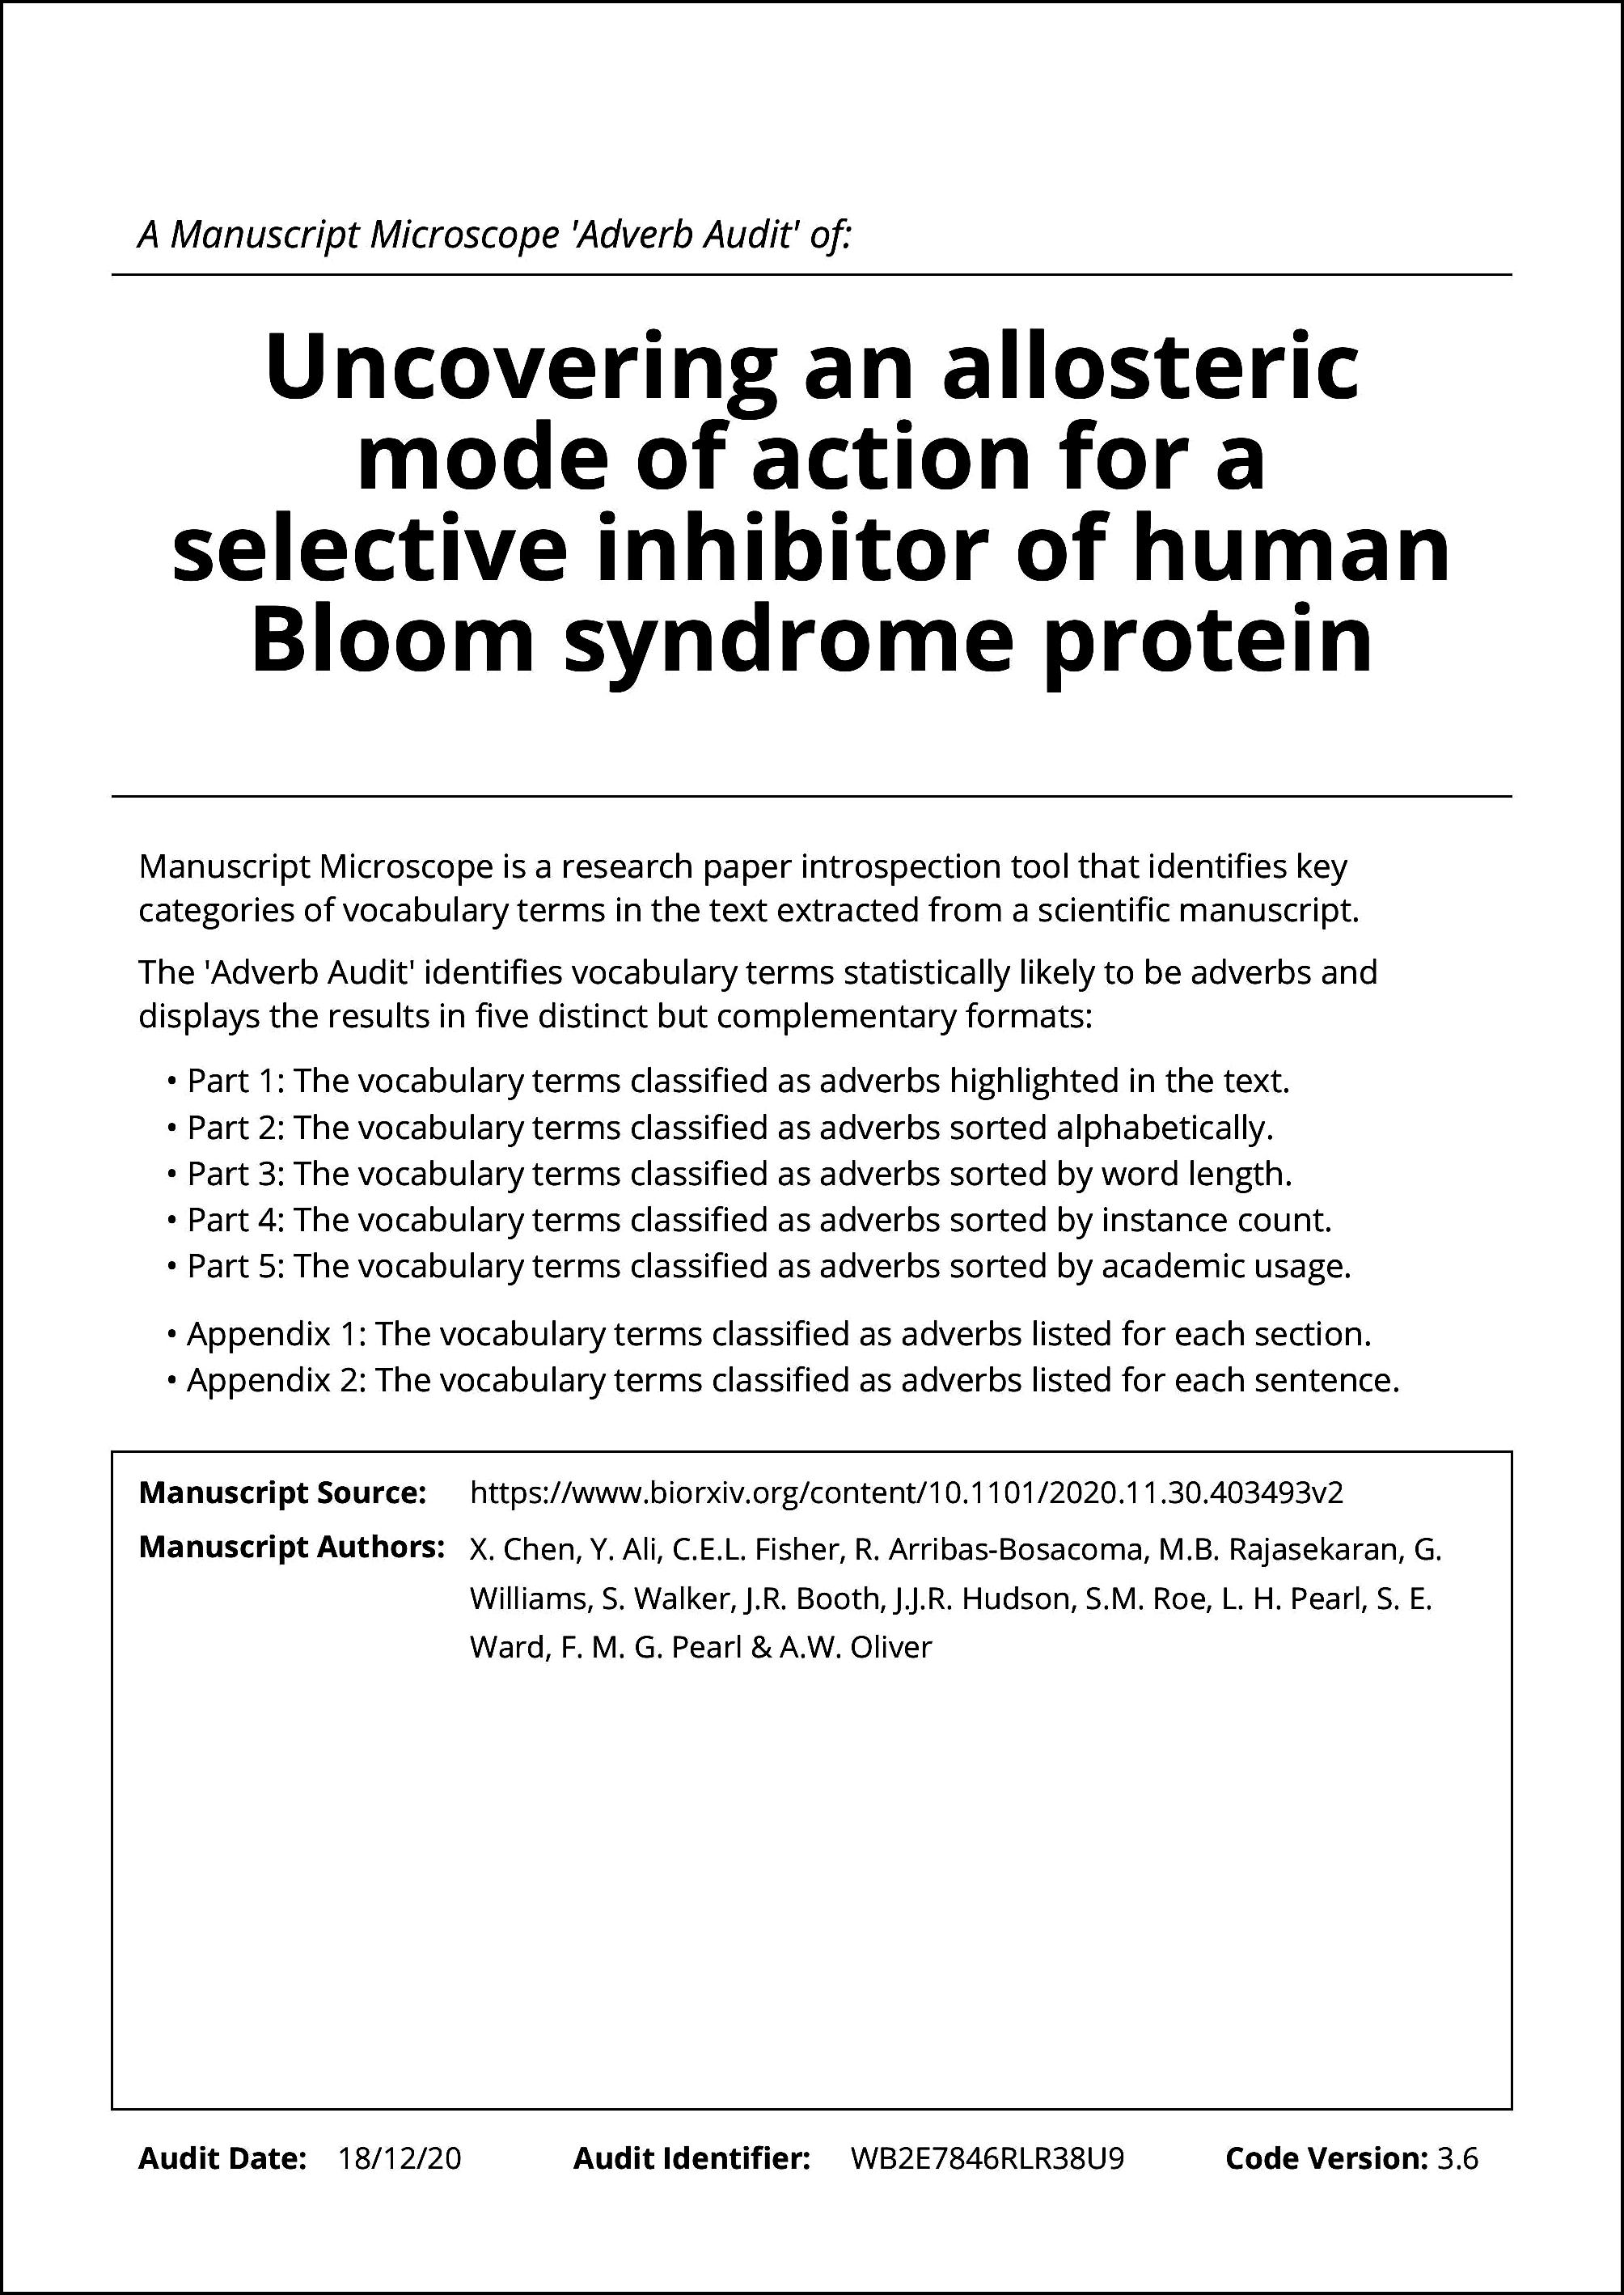 A Manuscript Microscope 'Adverb Audit' of:
Uncovering an allosteric
mode of action for a
selective inhibitor of human
Bloom syndrome protein
Manuscript Microscope is a research paper introspection tool that identifies key
categories of vocabulary terms in the text extracted from a scientific manuscript.
The 'Adverb Audit' identifies vocabulary terms statistically likely to be adverbs and
displays the results in five distinct but complementary formats:
• Part 1: The vocabulary terms classified as adverbs highlighted in the text.
• Part 2: The vocabulary terms classified as adverbs sorted alphabetically.
• Part 3: The vocabulary terms classified as adverbs sorted by word length.
• Part 4: The vocabulary terms classified as adverbs sorted by instance count.
• Part 5: The vocabulary terms classified as adverbs sorted by academic usage.
• Appendix 1: The vocabulary terms classified as adverbs listed for each section.
• Appendix 2: The vocabulary terms classified as adverbs listed for each sentence.
Manuscript Source: https://www.biorxiv.org/content/10.1101/2020.11.30.403493v2
Manuscript Authors: X. Chen, Y. Ali, C.E.L. Fisher, R. Arribas-Bosacoma, M.B. Rajasekaran, G.
Williams, S. Walker, J.R. Booth, J.J.R. Hudson, S.M. Roe, L. H. Pearl, S. E.
Ward, F. M. G. Pearl & A.W. Oliver
Audit Date: 18/12/20 Audit Identifier: WB2E7846RLR38U9 Code Version: 3.6